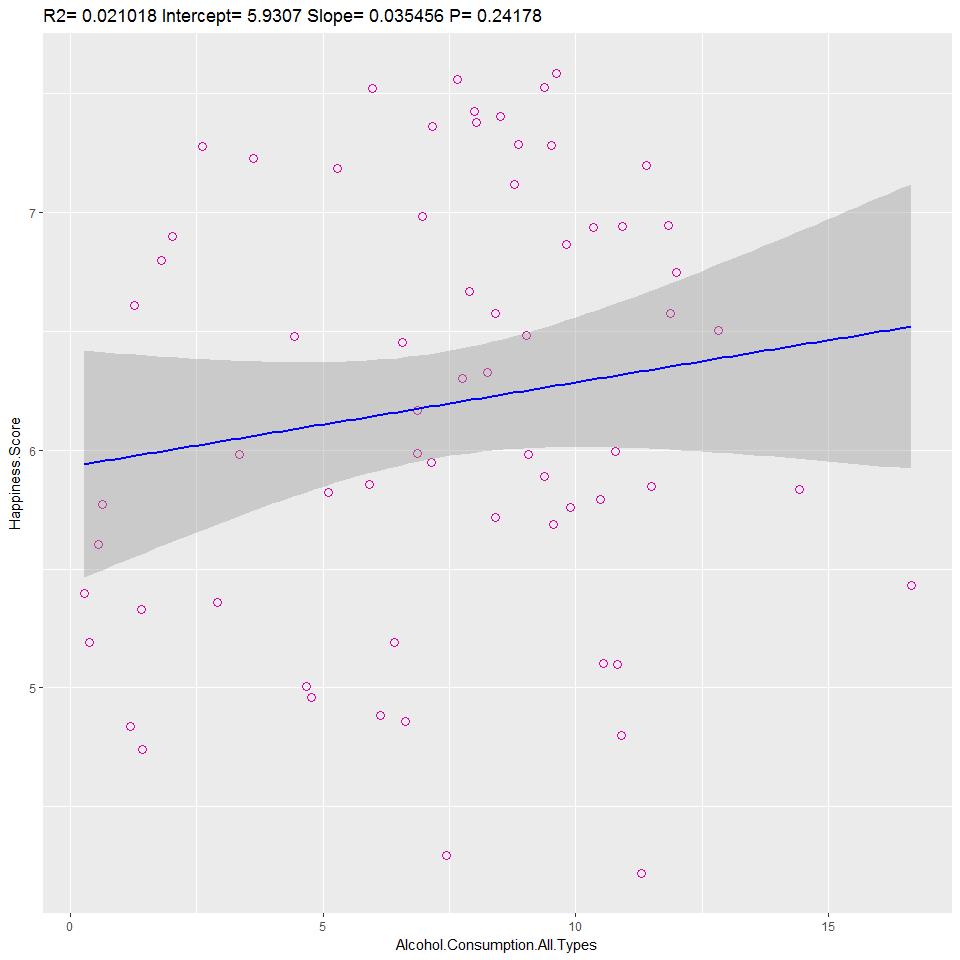 R2= 0.021018 Intercept= 5.9307 Slope= 0.035456 P= 0.24178
7
6
5
Happiness.Score
0 5 10 15
Alcohol.Consumption.All.Types